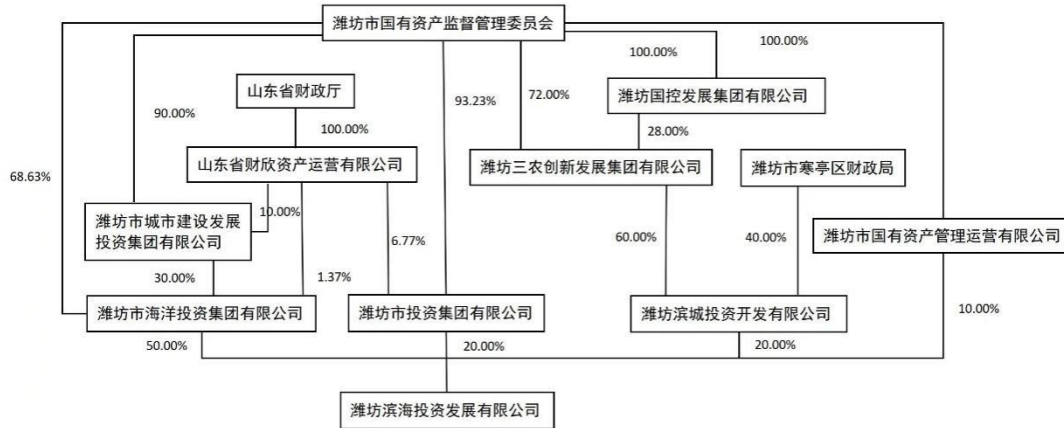 潍坊市国有资产监督管理委员会
100.00%
100.00%
山东省财政厅
93.23%
72.00%
潍坊国控发展集团有限公司
90.00%
100.00%
28.00%
山东省财欣资产运营有限公司
潍坊三农创新发展集团有限公司
潍坊市寒亭区财政局
68.63%
10.00%
潍坊市城市建设发展
投资集团有限公司
6.77%
60.00%
40.00%
潍坊市国有资产管理运营有限公司
30.00%
1.37%
潍坊市海洋投资集团有限公司
潍坊市投资集团有限公司
潍坊滨城投资开发有限公司
10.00%
50.00%
20.00%
20.00%
潍坊滨海投资发展有限公司